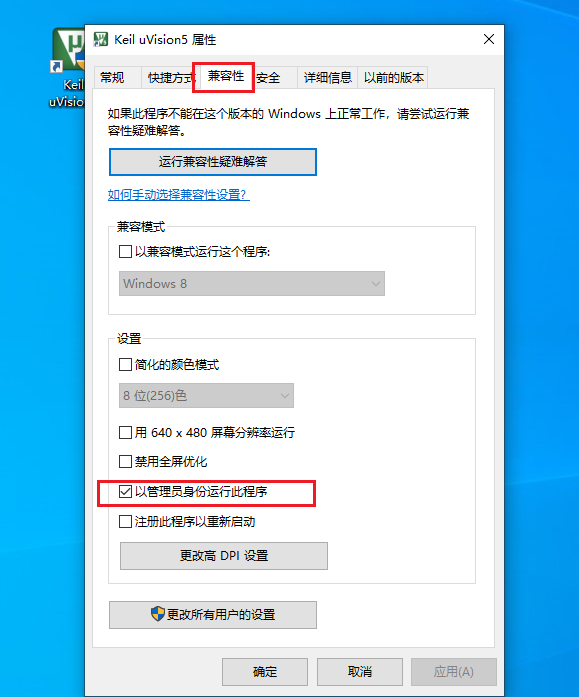 Keil uVision5 属性
Keil
uVision
常规
快捷方式
兼容性
安全
详细信息
以前的版本
如果此程序不能在这个版本的 Windows 上正常工作，请尝试运行兼
容性疑难解答。
运行兼容性疑难解答
如何手动选择兼容性设置?
兼容模式
以兼容模式运行这个程序:
Windows 8
设置
简化的颜色模式
8 位(256)色
用 640 x 480 屏幕分辨率运行
禁用全屏优化
以管理员身份运行此程序
注册此程序以重新启动
更改高 DPI 设置
更改所有用户的设置
确定
取消
应用(A)